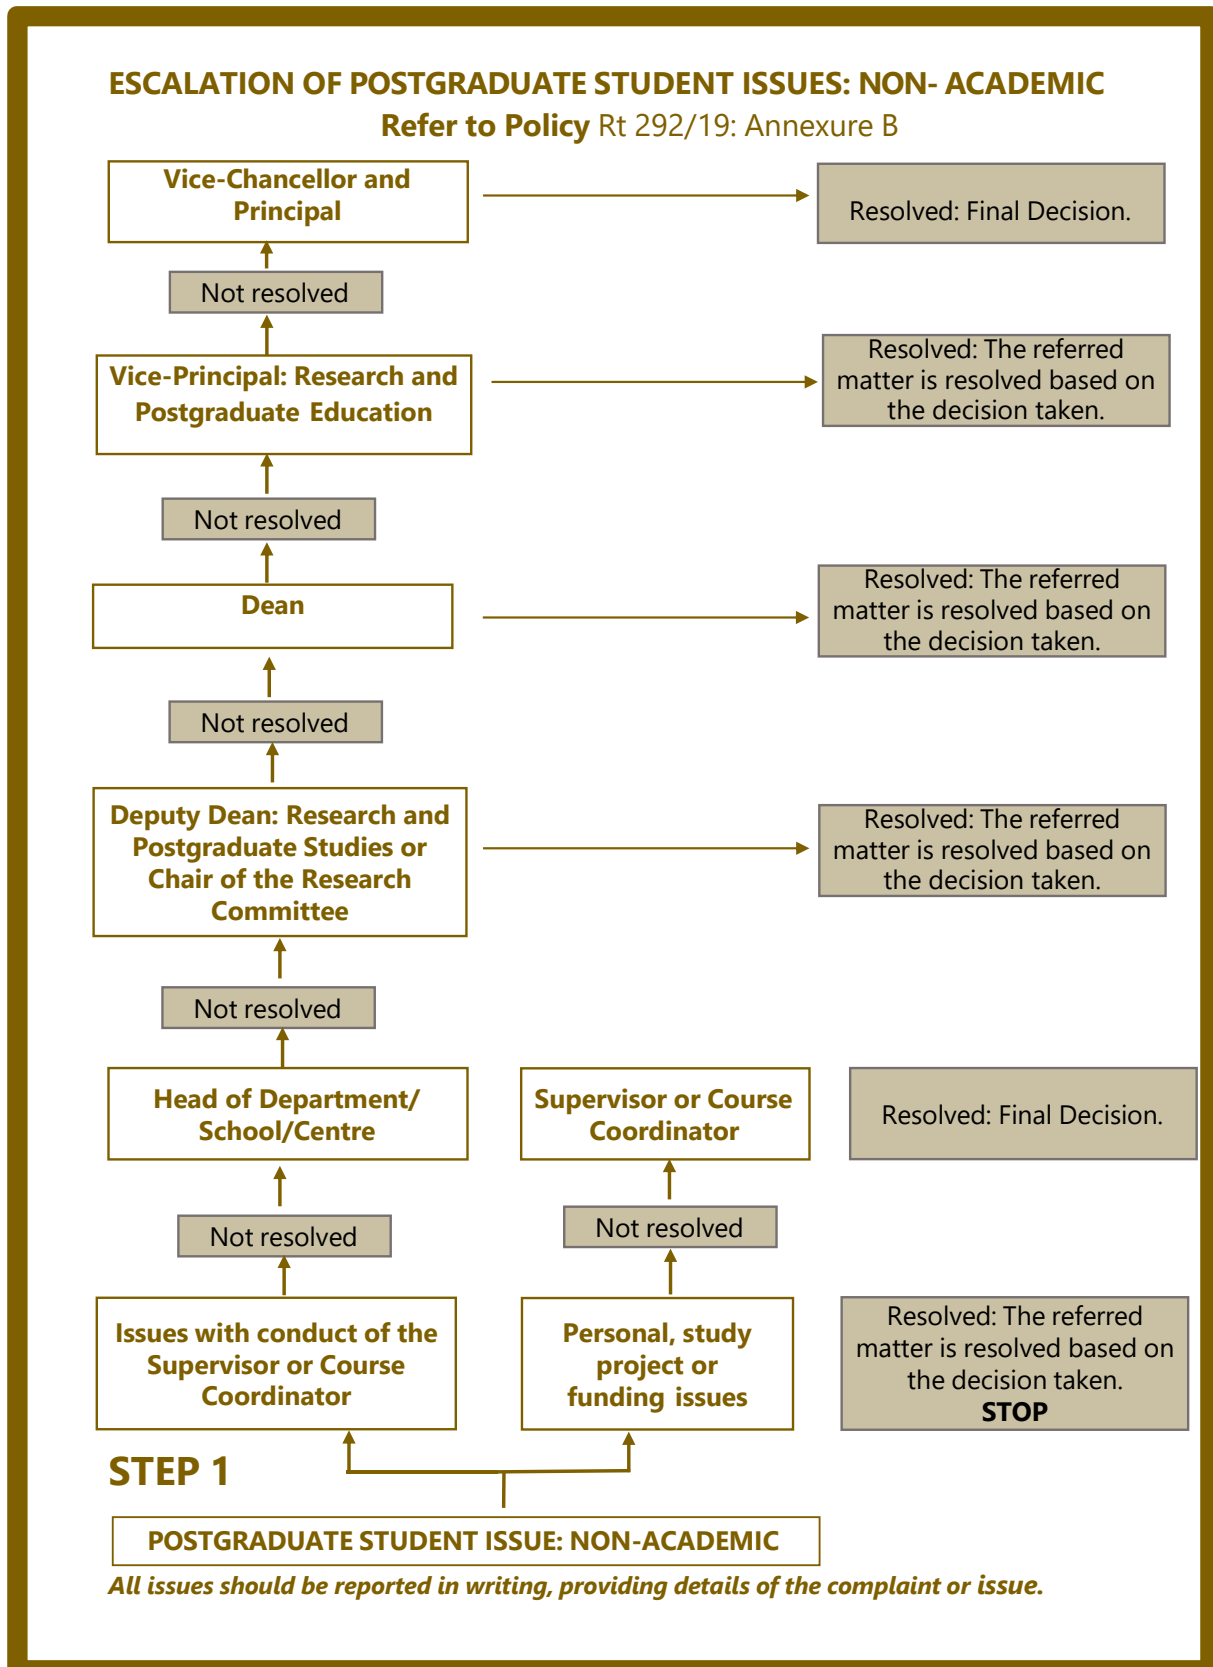 ESCALATION OF POSTGRADUATE STUDENT ISSUES: NON- ACADEMIC
Refer to Policy Rt 292/19: Annexure B
Vice-Chancellor and
Principal
Resolved: Final Decision.
Not resolved
Vice-Principal: Research and
Postgraduate Education
Resolved: The referred
matter is resolved based on
the decision taken.
Not resolved
Dean
Resolved: The referred
matter is resolved based on
the decision taken.
Not resolved
Deputy Dean: Research and
Postgraduate Studies or
Chair of the Research
Committee
Resolved: The referred
matter is resolved based on
the decision taken.
Not resolved
Head of Department/
School/Centre
Supervisor or Course
Coordinator
Resolved: Final Decision.
Not resolved
Not resolved
Issues with conduct of the
Supervisor or Course
Coordinator
Personal, study
project or
funding issues
Resolved: The referred
matter is resolved based on
the decision taken.
STOP
STEP 1
POSTGRADUATE STUDENT ISSUE: NON-ACADEMIC
All issues should be reported in writing, providing details of the complaint or issue.